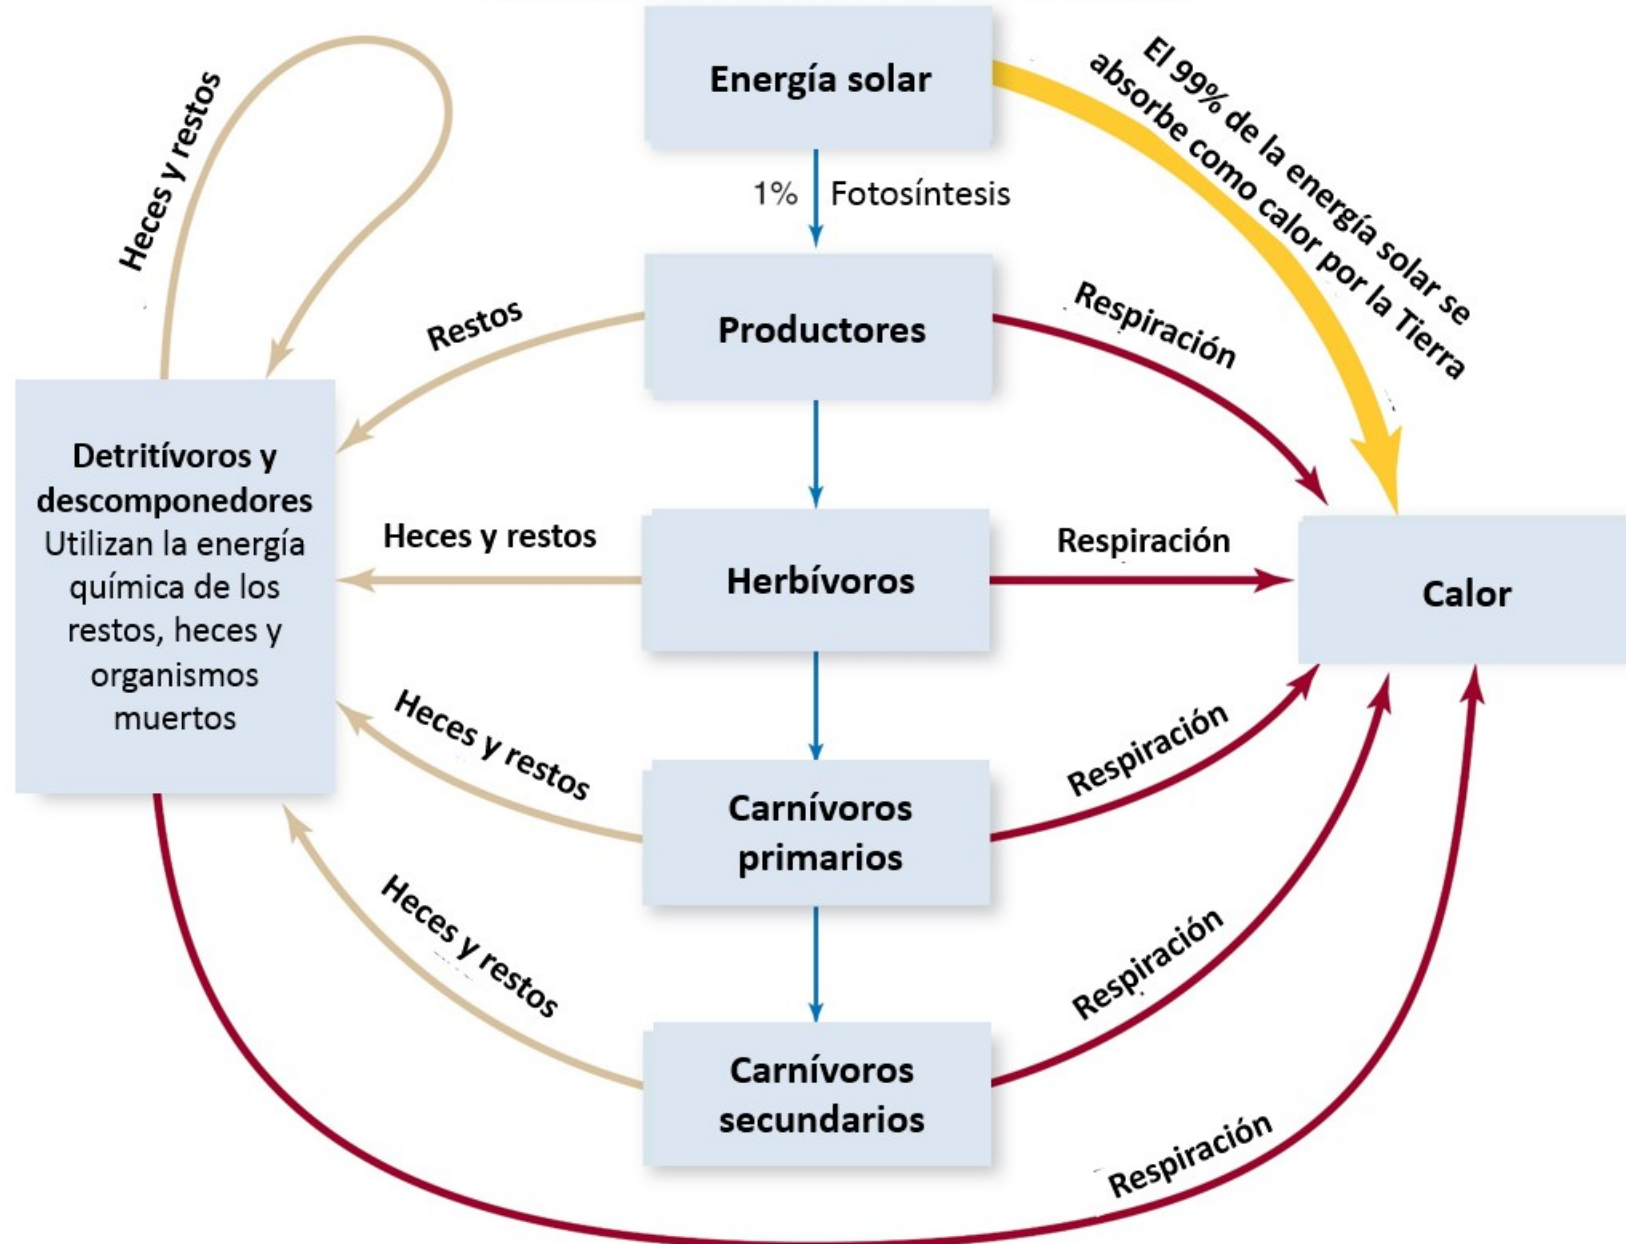 Energía solar
El 99% de la energía solar se
absorbe como calor por la Tierra
1% Fotosíntesis
Heces y restos
Productores
Restos
Respiración
Detritívoros y
descomponedores
Utilizan la energía
química de los
restos, heces y
organismos
muertos
Heces y restos
Herbívoros
Respiración
Calor
Heces y restos
Carnívoros
primarios
Respiración
Heces y restos
Carnívoros
secundarios
Respiración
Respiración